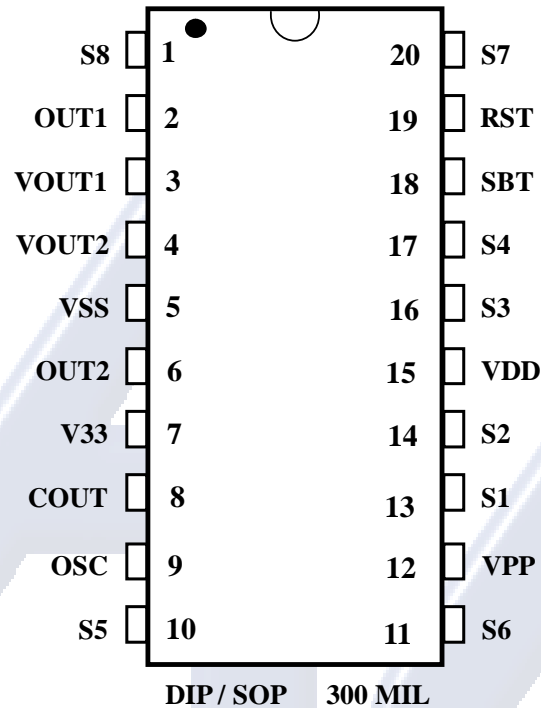 S8 1 20 S7
OUT1 2 19 RST
VOUT1 3 18 SBT
VOUT2 4 17 S4
VSS 5 16 S3
OUT2 6 15 VDD
V33 7 14 S2
COUT 8 13 S1
OSC 9 12 VPP
S5 10 11 S6
DIP / SOP 300 MIL